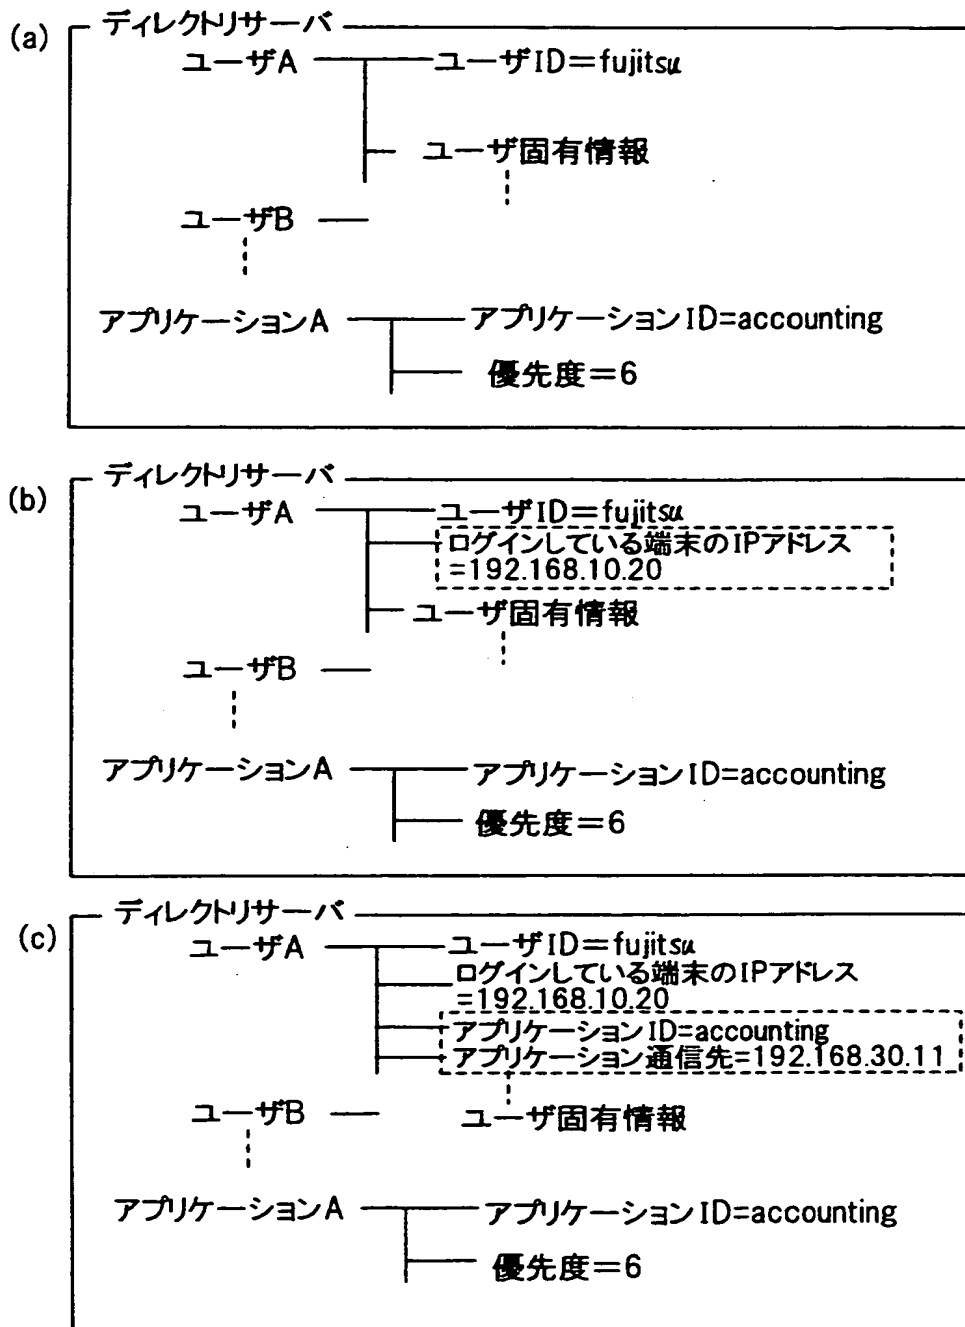 (a)
ディレクトリサーバ
ユーザA
ユーザID=fujitsu
ユーザ固有情報
ユーザB
アプリケーションA
アプリケーションID=accounting
優先度=6
(b)
ディレクトリサーバ
ユーザA
ユーザID=fujitsu
ログインしている端末のIPアドレス
=192.168.10.20
ユーザ固有情報
ユーザB
アプリケーションA
アプリケーションID=accounting
優先度=6
(c)
ディレクトリサーバ
ユーザA
ユーザID=fujitsu
ログインしている端末のIPアドレス
=192.168.10.20
アプリケーションID=accounting
アプリケーション通信先=192.168.30.11
ユーザB
ユーザ固有情報
アプリケーションA
アプリケーションID=accounting
優先度=6